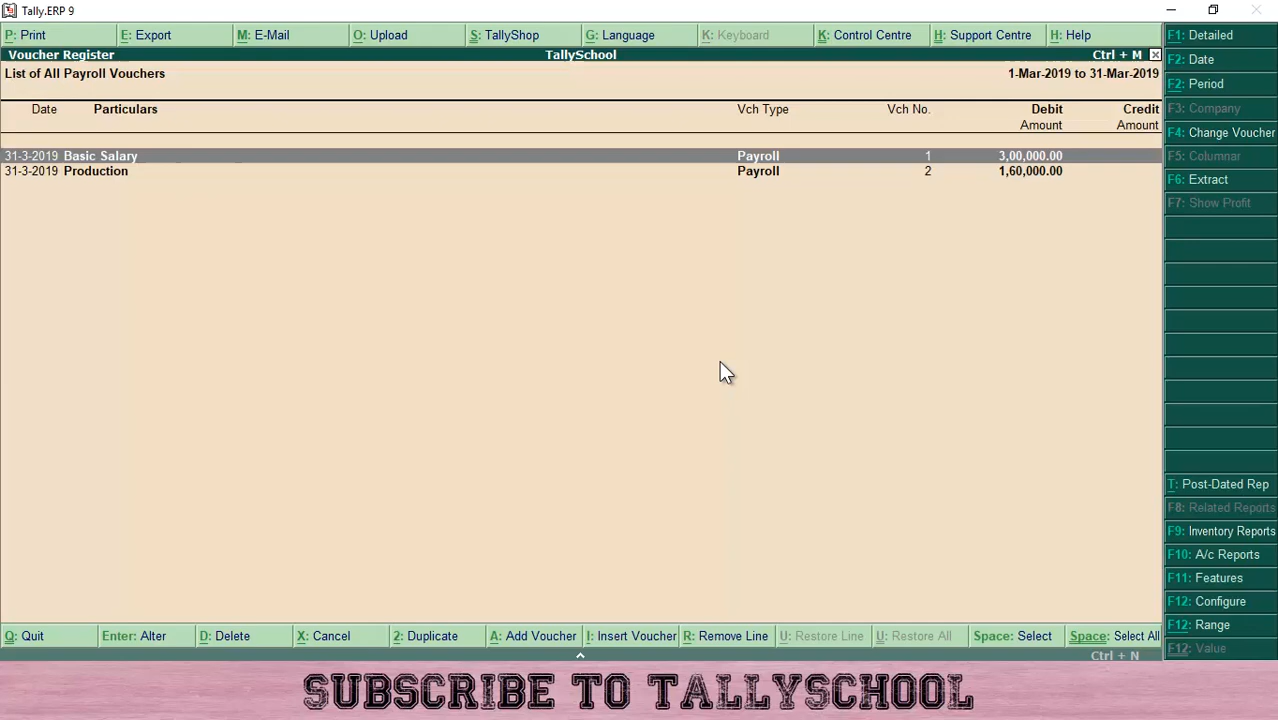 Tally.ERP 9
P: Print E: Export M: E-Mail O: Upload S: TallyShop G: Language K: Keyboard K: Control Centre H: Support Centre H: Help
Voucher Register TallySchool Ctrl + M
List of All Payroll Vouchers 1-Mar-2019 to 31-Mar-2019
Date Particulars Vch Type Vch No. Debit Credit
Amount Amount
31-3-2019 Basic Salary Payroll 1 3,00,000.00
31-3-2019 Production Payroll 2 1,60,000.00
F1: Detailed
F2: Date
F2: Period
F3: Company
F4: Change Voucher
F5: Columnar
F6: Extract
F7: Show Profit
T: Post-Dated Rep
F8: Related Reports
F9: Inventory Reports
F10: A/c Reports
F11: Features
F12: Configure
F12: Range
F12: Value
Q: Quit Enter: Alter D: Delete X: Cancel 2: Duplicate A: Add Voucher I: Insert Voucher R: Remove Line U: Restore Line U: Restore All Space: Select Space: Select All
Ctrl + N
SUBSCRIBE TO TALLYSCHOOL